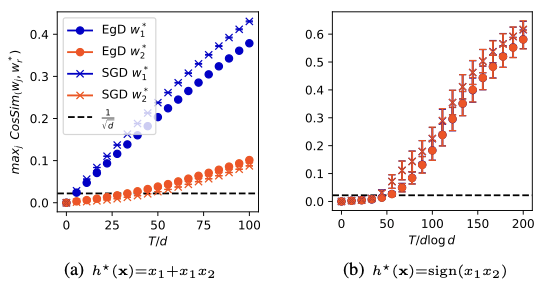 max_j CosSim(w_j, w_r^*)
0.4
0.3
0.2
0.1
0.0
EgD w_1^*
EgD w_2^*
SGD w_1^*
SGD w_2^*
1/√d
0 25 50 75 100
T/d
(a) h*(x)=x_1+x_1x_2
0.6
0.5
0.4
0.3
0.2
0.1
0.0
0 50 100 150 200
T/dlog d
(b) h*(x)=sign(x_1x_2)